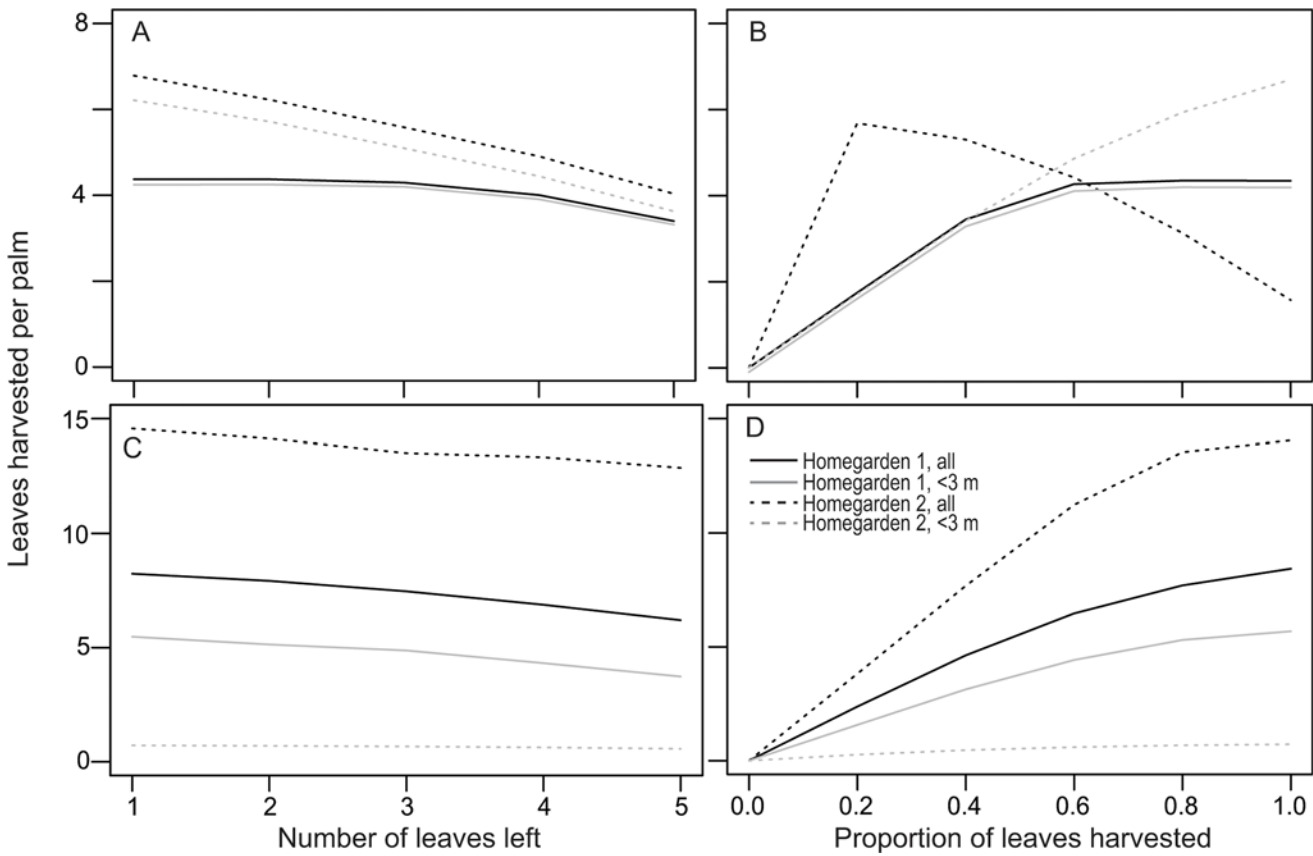 Leaves harvested per palm
A
8
4
0
B
C
15
10
5
0
1 2 3 4 5
Number of leaves left
D
Homegarden 1, all
Homegarden 1, <3 m
Homegarden 2, all
Homegarden 2, <3 m
0.0 0.2 0.4 0.6 0.8 1.0
Proportion of leaves harvested